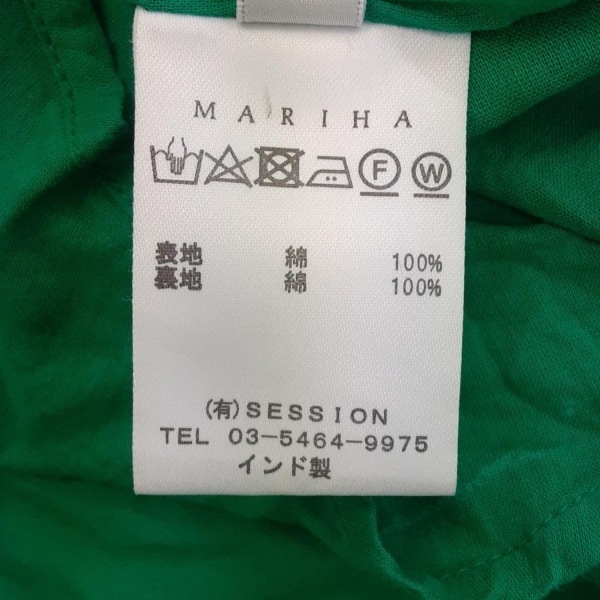 MARIHA
F W
表地 綿 100%
裏地 綿 100%
(有)SESSION
TEL 03-5464-9975
インド製